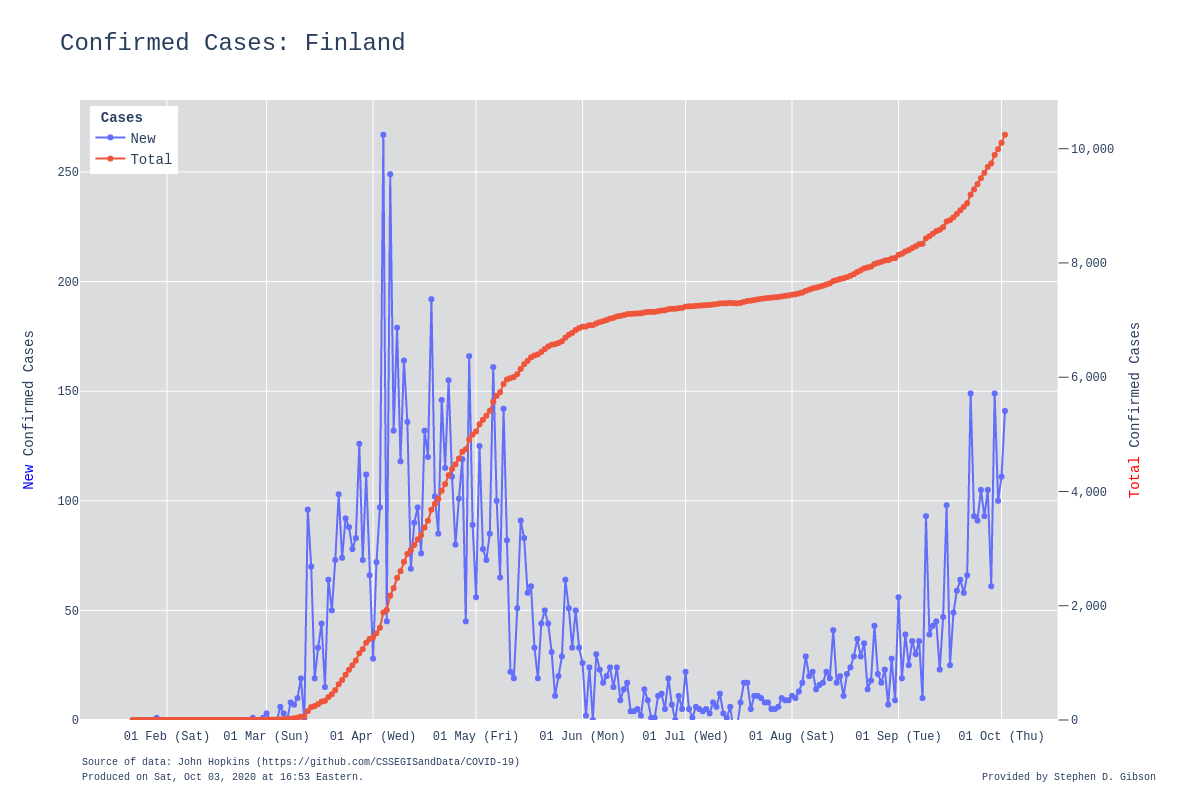 Confirmed Cases: Finland
Cases
New
Total
250
200
150
100
50
0
10,000
8,000
6,000
4,000
2,000
0
New Confirmed Cases
Total Confirmed Cases
01 Feb (Sat) 01 Mar (Sun) 01 Apr (Wed) 01 May (Fri) 01 Jun (Mon) 01 Jul (Wed) 01 Aug (Sat) 01 Sep (Tue) 01 Oct (Thu)
Source of data: John Hopkins (https://github.com/CSSEGISandData/COVID-19)
Produced on Sat, Oct 03, 2020 at 16:53 Eastern.
Provided by Stephen D. Gibson